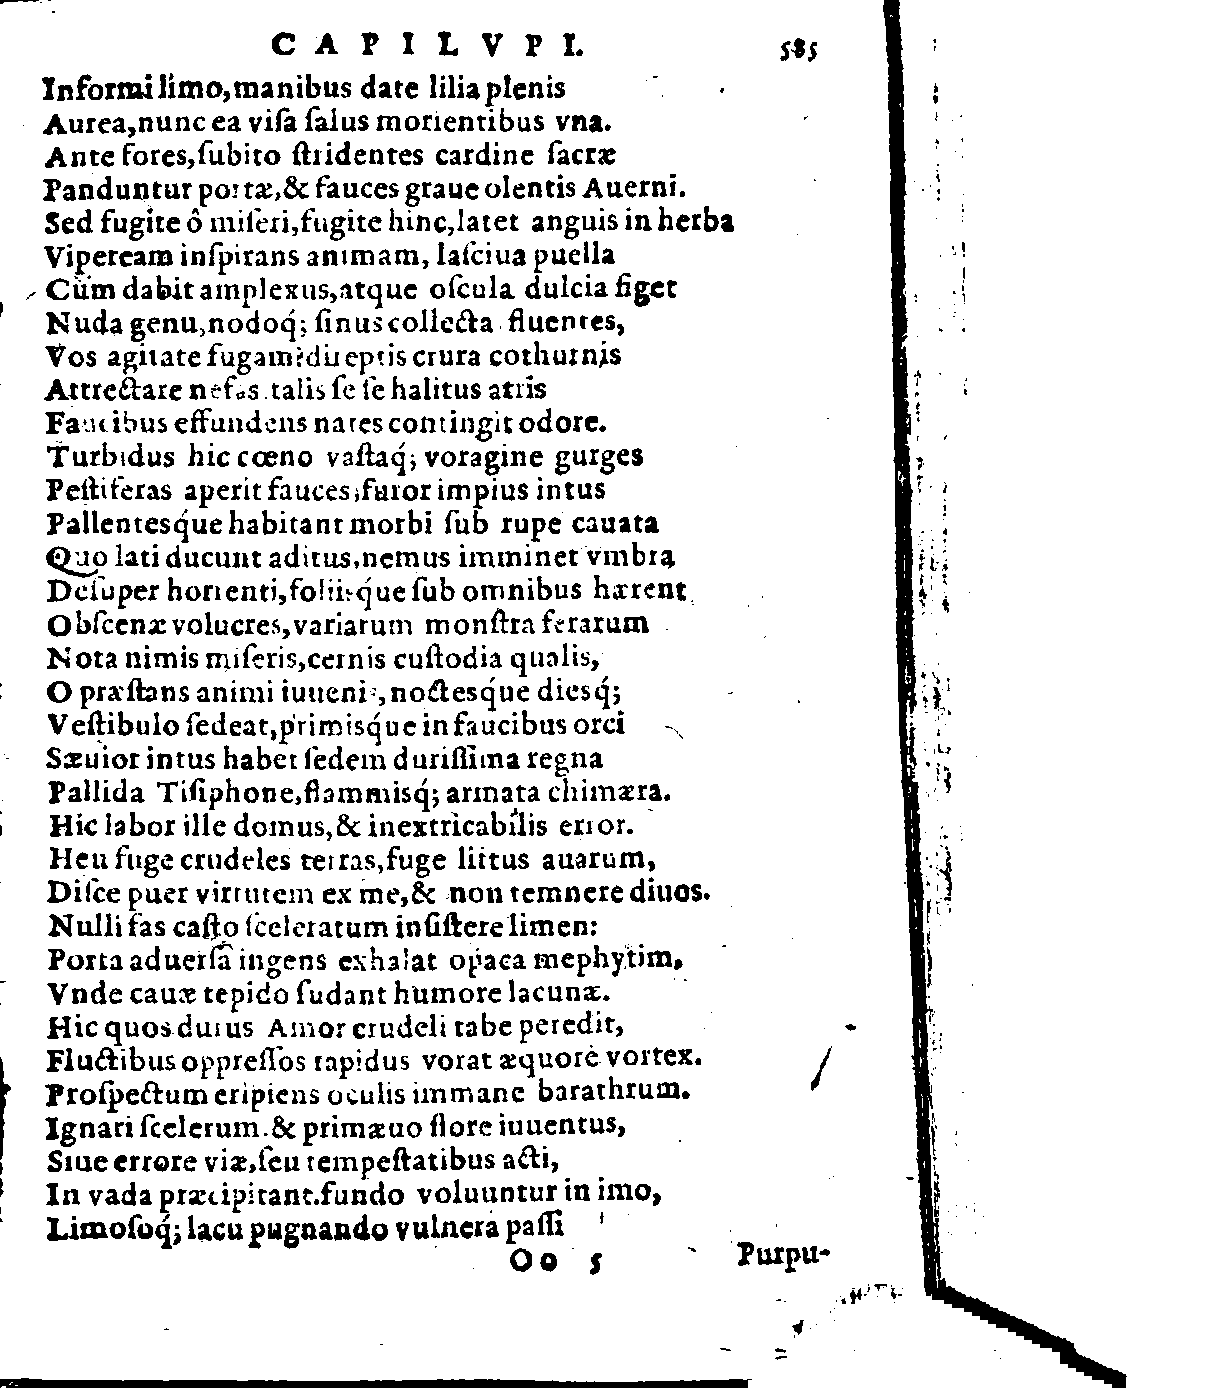 CAPILVPI. 585
Informi limo,manibus date lilia plenis
Aurea,nunc ea viſa ſalus morientibus vna.
Ante fores,ſubito ſtridentes cardine ſacræ
Panduntur portæ,& fauces graue olentis Auerni.
Sed fugite ô miſeri,fugite hinc,latet anguis in herba
Vipeream inſpirans animam, laſciua puella
Cùm dabit amplexus,atque oſcula dulcia figet
Nuda genu,nodoq́; ſinus collecta fluentes,
Vos agitate fugam:direptis crura cothurnis
Attrectare nefas.talis ſe ſe halitus atris
Faucibus effundens nares contingit odore.
Turbidus hic cœno vaſtaq́; voragine gurges
Peſtiferas aperit fauces,furor impius intus
Pallentesq́ue habitant morbi ſub rupe cauata
Quo lati ducunt aditus,nemus imminet vmbra
Deſuper horrenti,foliisq́ue ſub omnibus hærent
Obſcenæ volucres,variarum monſtra ferarum
Nota nimis miſeris,cernis cuſtodia qualis,
O præſtans animi iuuenis,noctesq́ue diesq́;
Veſtibulo ſedeat,primisq́ue in faucibus orci
Sæuior intus habet ſedem duriſſima regna
Pallida Tiſiphone,flammisq́; armata chimæra.
Hic labor ille domus,& inextricabilis error.
Heu fuge crudeles terras,fuge littus auarum,
Diſce puer virtutem ex me,& non temnere diuos.
Nulli fas caſto ſceleratum inſiſtere limen:
Porta aduerſa ingens exhalat opaca mephytim,
Vnde cauæ tepido ſudant humore lacunæ.
Hic quos durus Amor crudeli tabe peredit,
Fluctibus oppreſſos rapidus vorat æquore vortex.
Proſpectum eripiens oculis immane barathrum.
Ignari ſcelerum.& primæuo flore iuuentus,
Siue errore viæ,ſeu tempeſtatibus acti,
In vada præcipitant.fundo voluuntur in imo,
Limoſoq́; lacu pugnando vulnera paſſi
Oo 5 Purpu-